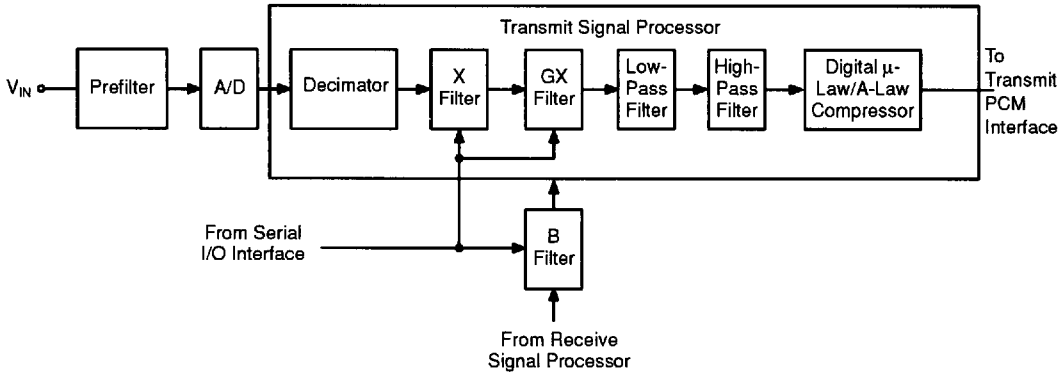 Transmit Signal Processor
V_IN
Prefilter
A/D
Decimator
X
Filter
GX
Filter
Low-
Pass
Filter
High-
Pass
Filter
Digital μ-
Law/A-Law
Compressor
To
Transmit
PCM
Interface
From Serial
I/O Interface
B
Filter
From Receive
Signal Processor